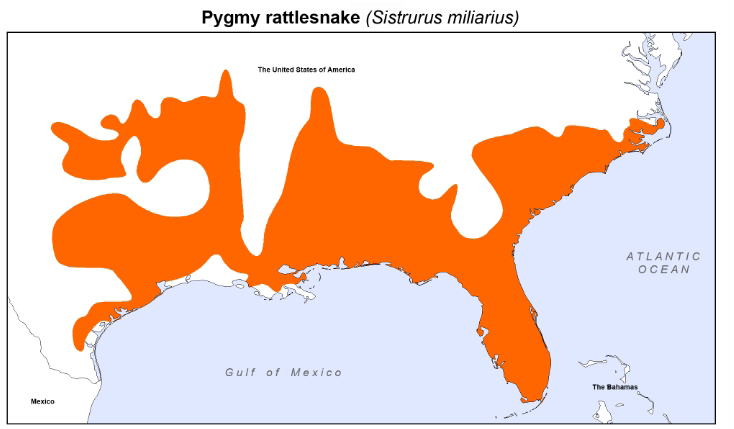 Pygmy rattlesnake (Sistrurus miliarius)
The United States of America
ATLANTIC
OCEAN
Gulf of Mexico
The Bahamas
Mexico